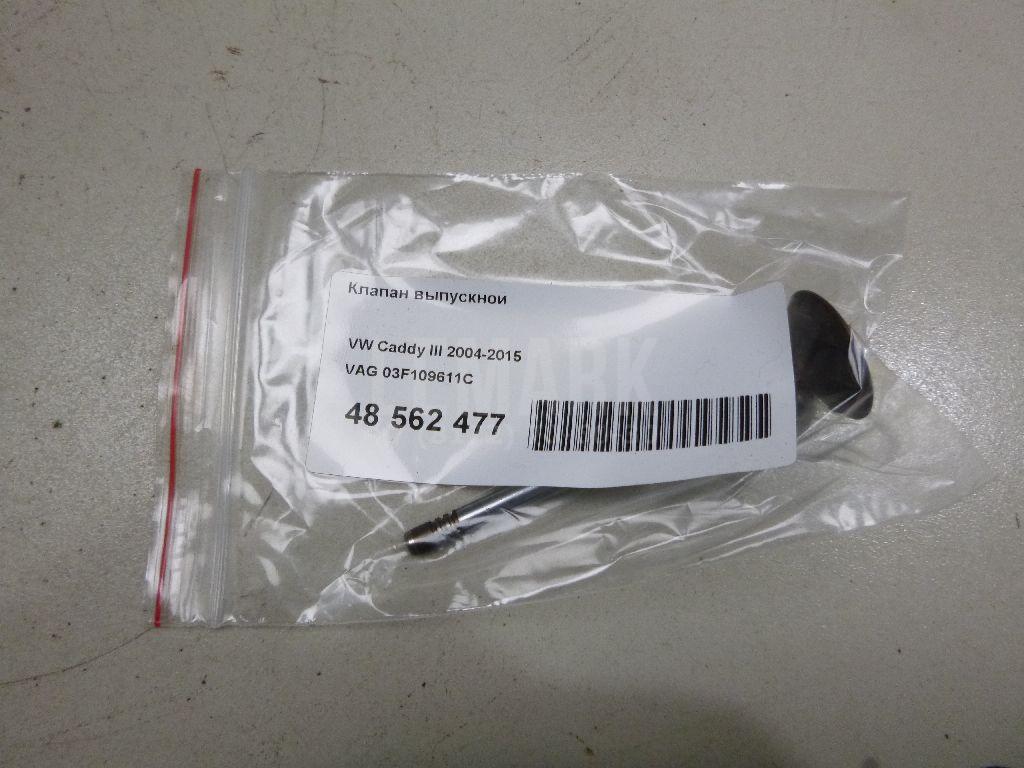 Клапан выпускной
VW Caddy III 2004-2015
VAG 03F109611C
48 562 477